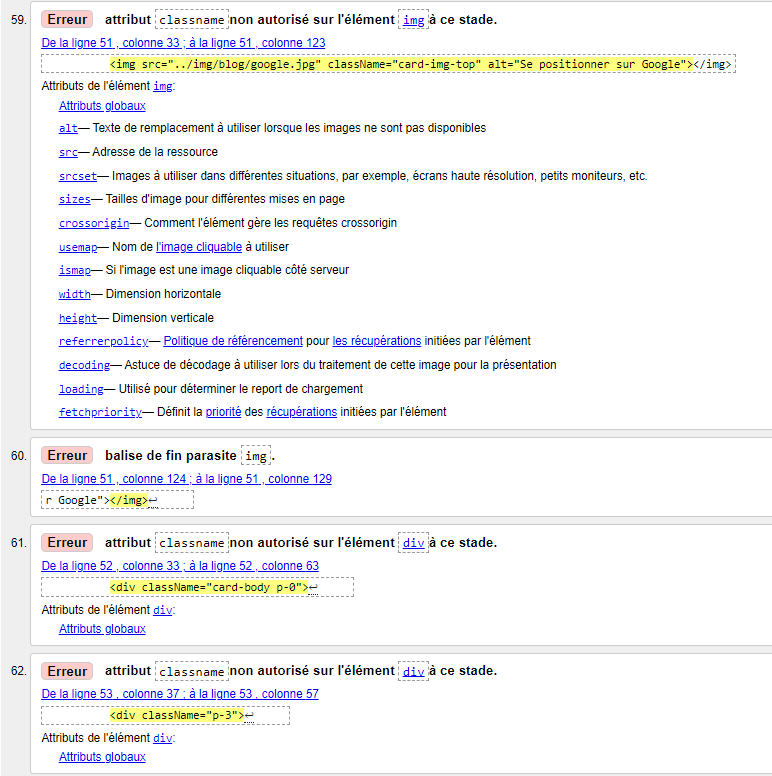 59. Erreur attribut classname non autorisé sur l'élément img à ce stade.
De la ligne 51 , colonne 33 ; à la ligne 51 , colonne 123
<img src="../img/blog/google.jpg" className="card-img-top" alt="Se positionner sur Google"></img>
Attributs de l'élément img:
Attributs globaux
alt— Texte de remplacement à utiliser lorsque les images ne sont pas disponibles
src— Adresse de la ressource
srcset— Images à utiliser dans différentes situations, par exemple, écrans haute résolution, petits moniteurs, etc.
sizes— Tailles d'image pour différentes mises en page
crossorigin— Comment l'élément gère les requêtes crossorigin
usemap— Nom de l'image cliquable à utiliser
ismap— Si l'image est une image cliquable côté serveur
width— Dimension horizontale
height— Dimension verticale
referrerpolicy— Politique de référencement pour les récupérations initiées par l'élément
decoding— Astuce de décodage à utiliser lors du traitement de cette image pour la présentation
loading— Utilisé pour déterminer le report de chargement
fetchpriority— Définit la priorité des récupérations initiées par l'élément
60. Erreur balise de fin parasite img.
De la ligne 51 , colonne 124 ; à la ligne 51 , colonne 129
r Google"></img>↩
61. Erreur attribut classname non autorisé sur l'élément div à ce stade.
De la ligne 52 , colonne 33 ; à la ligne 52 , colonne 63
<div className="card-body p-0">↩
Attributs de l'élément div:
Attributs globaux
62. Erreur attribut classname non autorisé sur l'élément div à ce stade.
De la ligne 53 , colonne 37 ; à la ligne 53 , colonne 57
<div className="p-3">↩
Attributs de l'élément div:
Attributs globaux